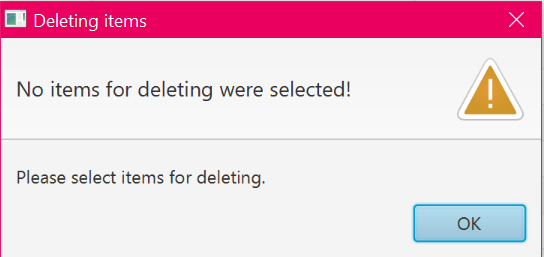 Deleting items
No items for deleting were selected!
Please select items for deleting.
OK